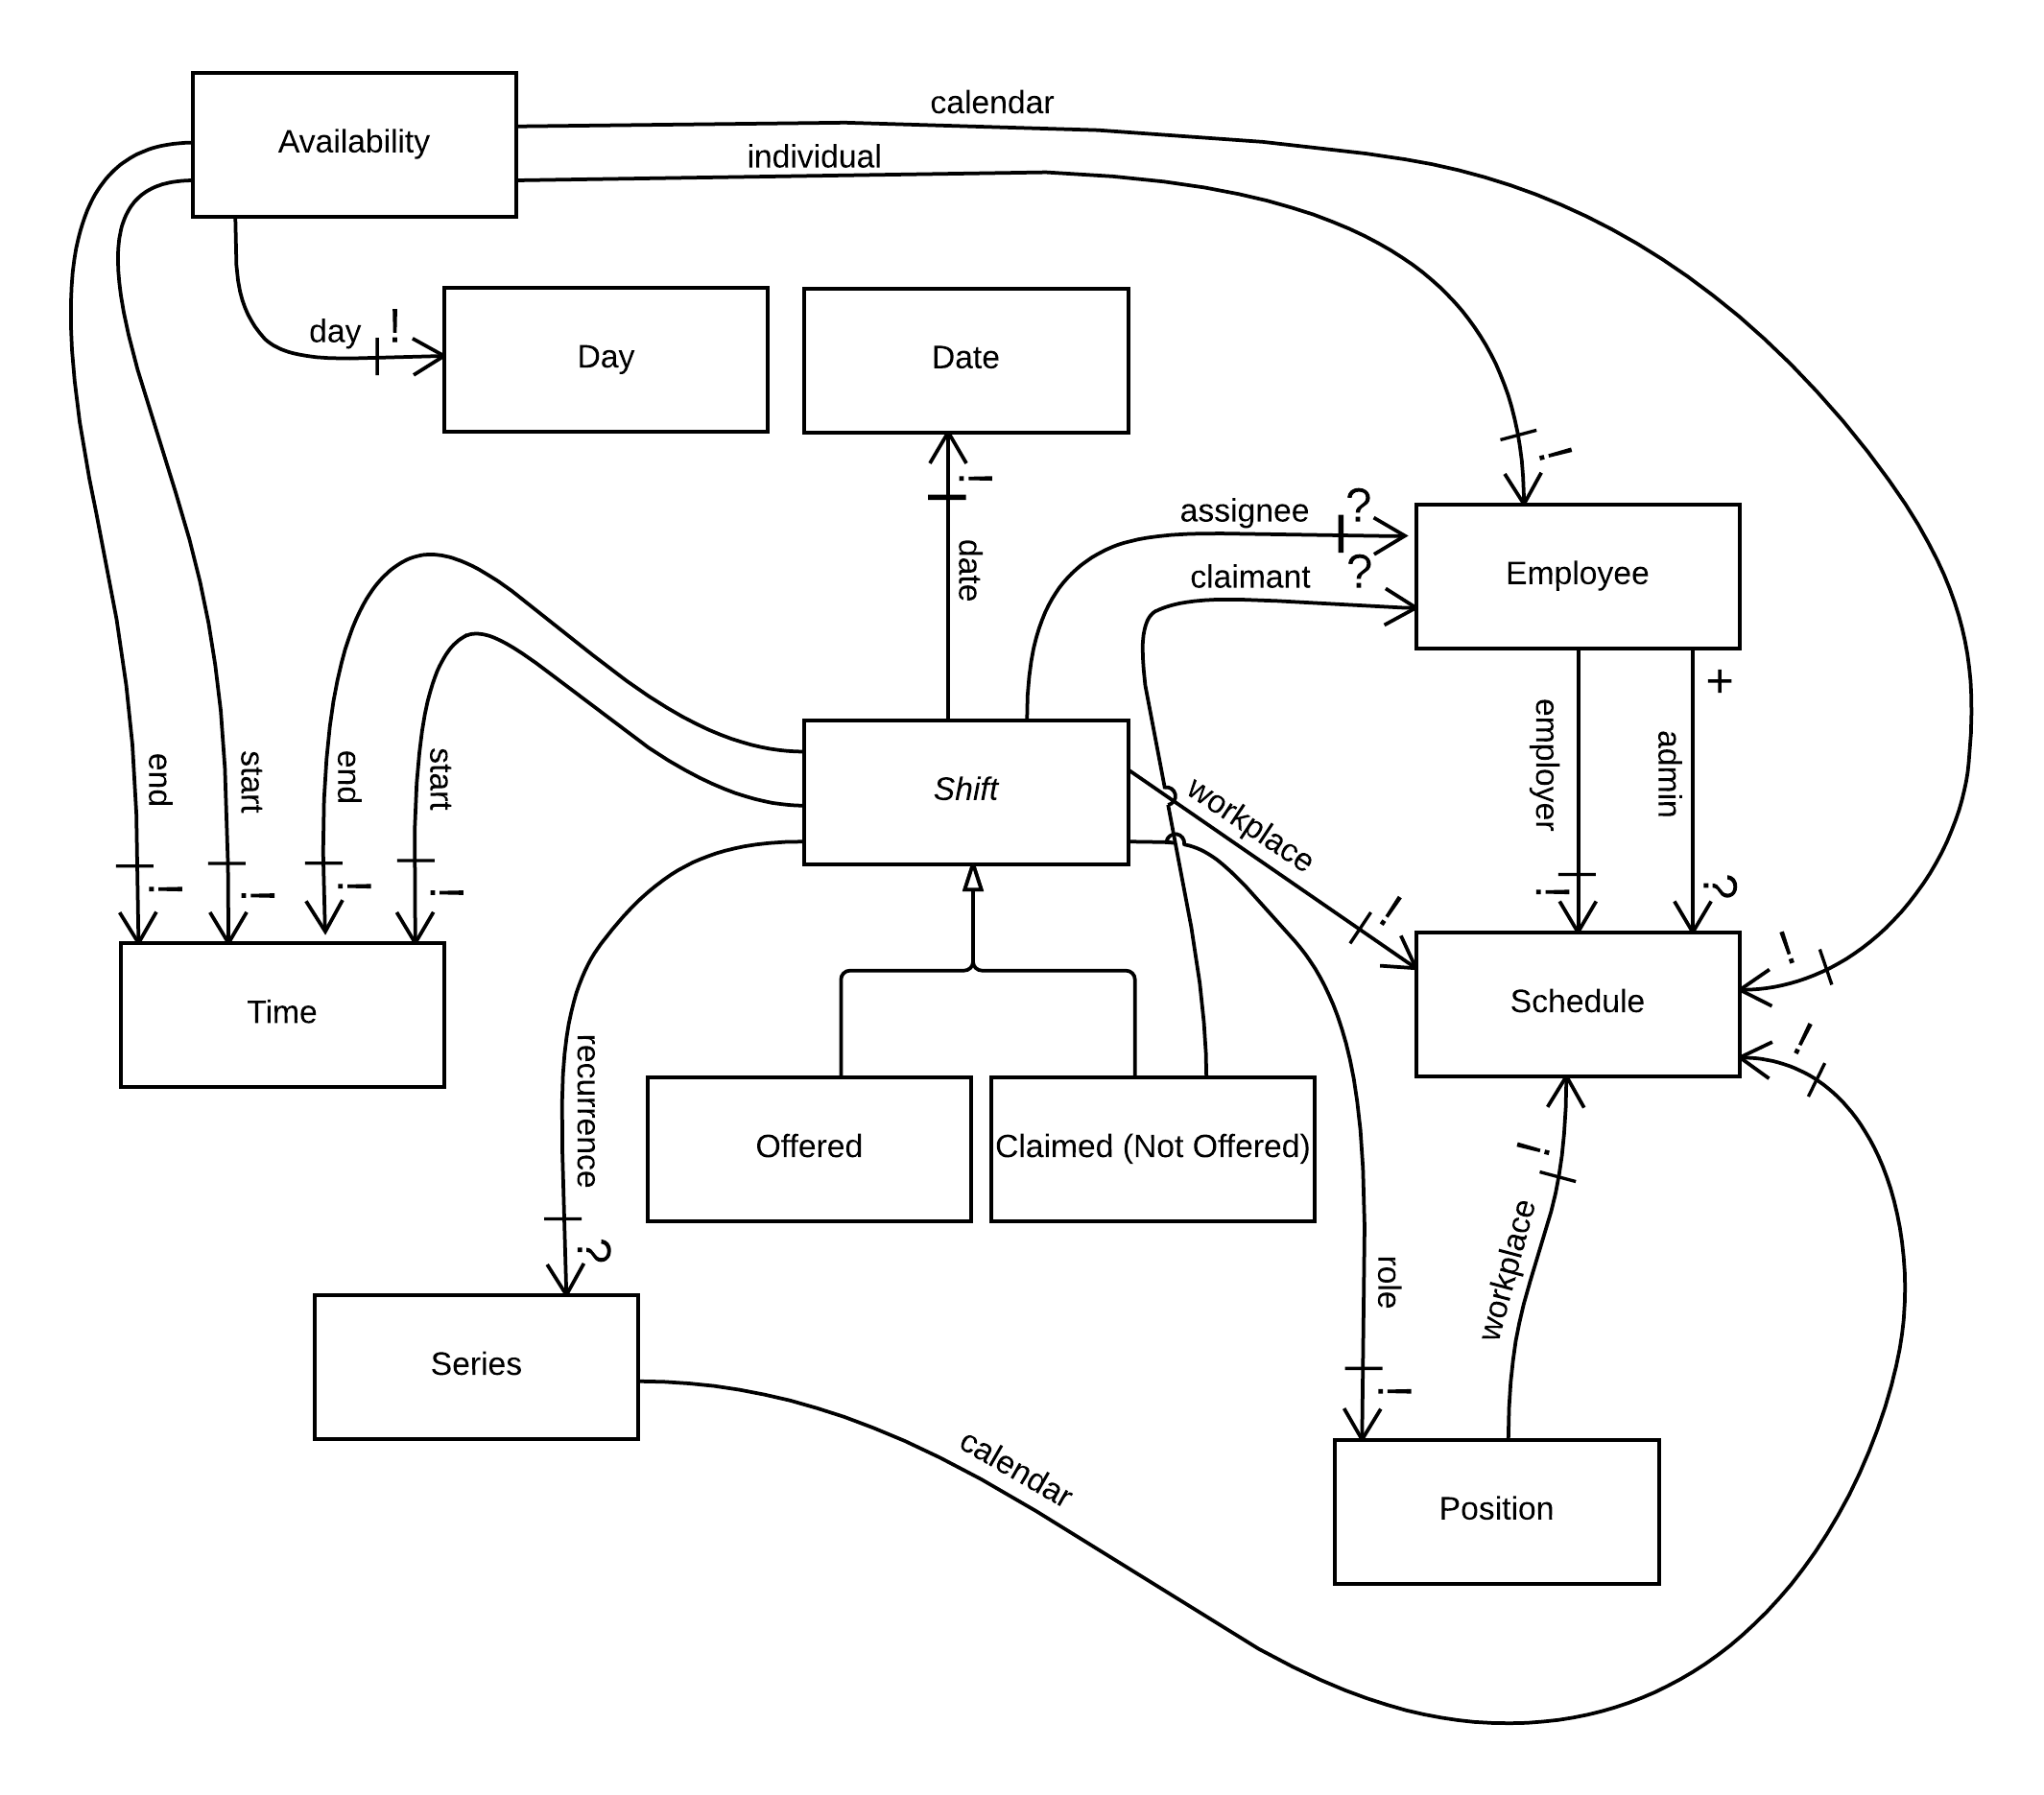 calendar
Availability
individual
day
!
Day
Date
!
!
assignee
?
claimant
?
Employee
date
+
employer
admin
end
start
end
start
Shift
workplace
!
!
!
!
!
!
?
!
Schedule
Time
recurrence
!
Offered
Claimed (Not Offered)
!
?
workplace
role
Series
!
calendar
Position